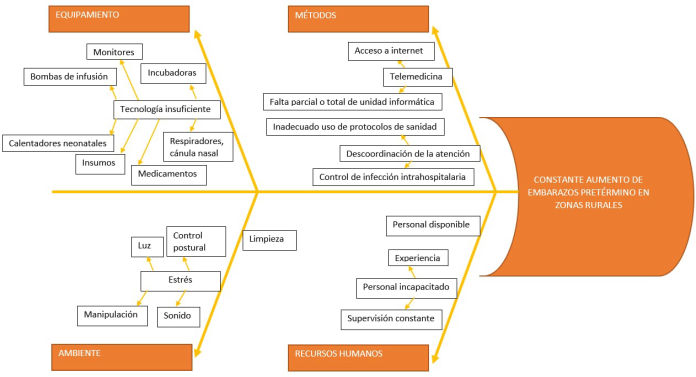 EQUIPAMIENTO
MÉTODOS
Monitores
Bombas de infusión
Incubadoras
Tecnología insuficiente
Calentadores neonatales
Insumos
Respiradores,
cánula nasal
Medicamentos
Acceso a internet
Telemedicina
Falta parcial o total de unidad informática
Inadecuado uso de protocolos de sanidad
Descoordinación de la atención
Control de infección intrahospitalaria
CONSTANTE AUMENTO DE
EMBARAZOS PRETÉRMINO EN
ZONAS RURALES
Luz
Control
postural
Limpieza
Estrés
Manipulación
Sonido
Personal disponible
Experiencia
Personal incapacitado
Supervisión constante
AMBIENTE
RECURSOS HUMANOS